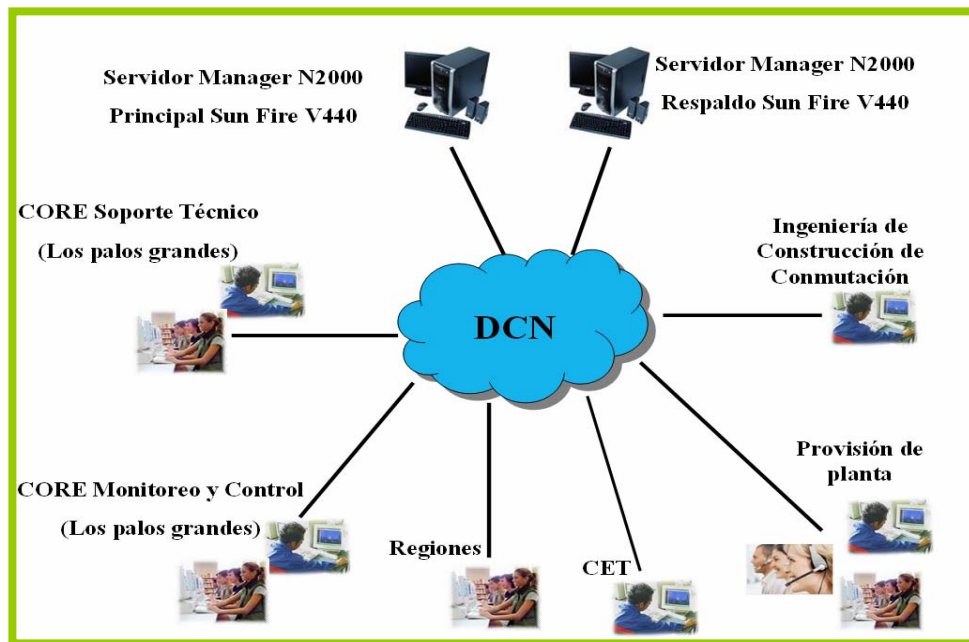 Servidor Manager N2000
Principal Sun Fire V440
Servidor Manager N2000
Respaldo Sun Fire V440
CORE Soporte Técnico
(Los palos grandes)
Ingeniería de
Construcción de
Conmutación
DCN
CORE Monitoreo y Control
(Los palos grandes)
Regiones
CET
Provisión de
planta